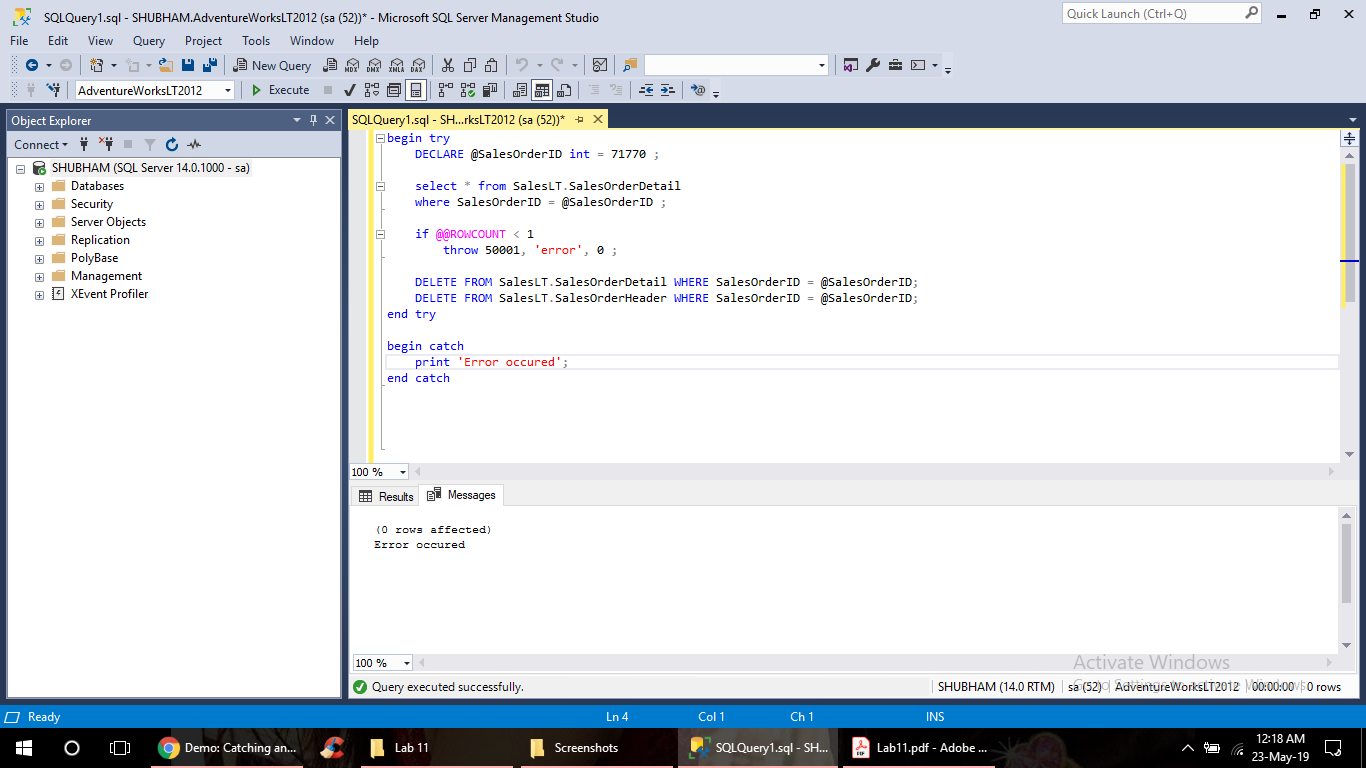 SQLQuery1.sql - SHUBHAM.AdventureWorksLT2012 (sa (52))* - Microsoft SQL Server Management Studio
Quick Launch (Ctrl+Q)
File Edit View Query Project Tools Window Help
New Query
MDX DMX XMLA DAX
AdventureWorksLT2012
Execute
Object Explorer
SQLQuery1.sql - SH...rksLT2012 (sa (52))*
Connect
SHUBHAM (SQL Server 14.0.1000 - sa)
Databases
Security
Server Objects
Replication
PolyBase
Management
XEvent Profiler
begin try
DECLARE @SalesOrderID int = 71770 ;
select * from SalesLT.SalesOrderDetail
where SalesOrderID = @SalesOrderID ;
if @@ROWCOUNT < 1
throw 50001, 'error', 0 ;
DELETE FROM SalesLT.SalesOrderDetail WHERE SalesOrderID = @SalesOrderID;
DELETE FROM SalesLT.SalesOrderHeader WHERE SalesOrderID = @SalesOrderID;
end try
begin catch
print 'Error occured';
end catch
100 %
Results Messages
(0 rows affected)
Error occured
100 %
Activate Windows
Go to Settings to activate Windows.
Query executed successfully.
SHUBHAM (14.0 RTM) sa (52) AdventureWorksLT2012 00:00:00 0 rows
Ready Ln 4 Col 1 Ch 1 INS
Demo: Catching an...
Lab 11
Screenshots
SQLQuery1.sql - SH...
Lab11.pdf - Adobe ...
12:18 AM
23-May-19